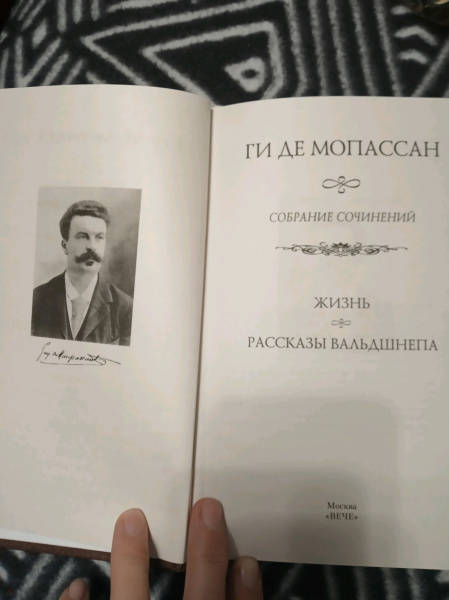 ГИ ДЕ МОПАССАН
СОБРАНИЕ СОЧИНЕНИЙ
ЖИЗНЬ
РАССКАЗЫ ВАЛЬДШНЕПА
Москва
«ВЕЧЕ»